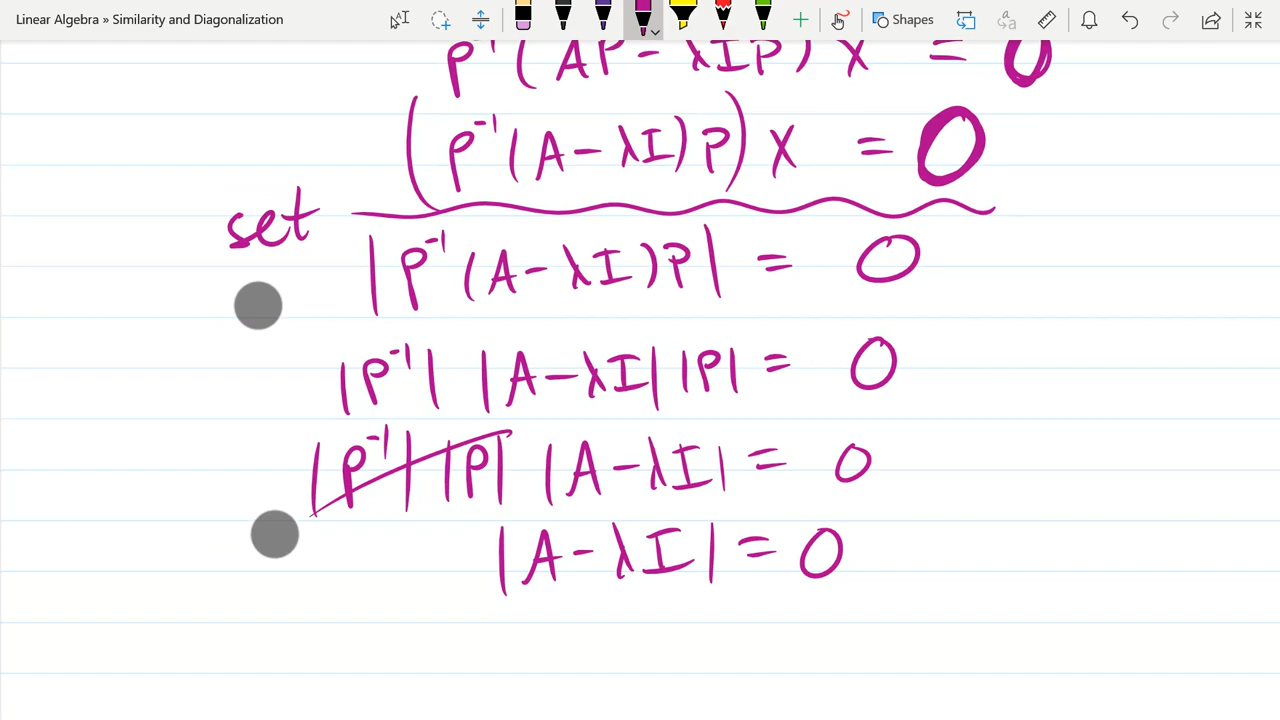 Linear Algebra » Similarity and Diagonalization
Shapes
P⁻¹(AP − λIP) X = 0
(P⁻¹(A − λI)P) X = 0
set
|P⁻¹(A − λI)P| = 0
|P⁻¹| |A − λI| |P| = 0
|P⁻¹| |P| |A − λI| = 0
|A − λI| = 0